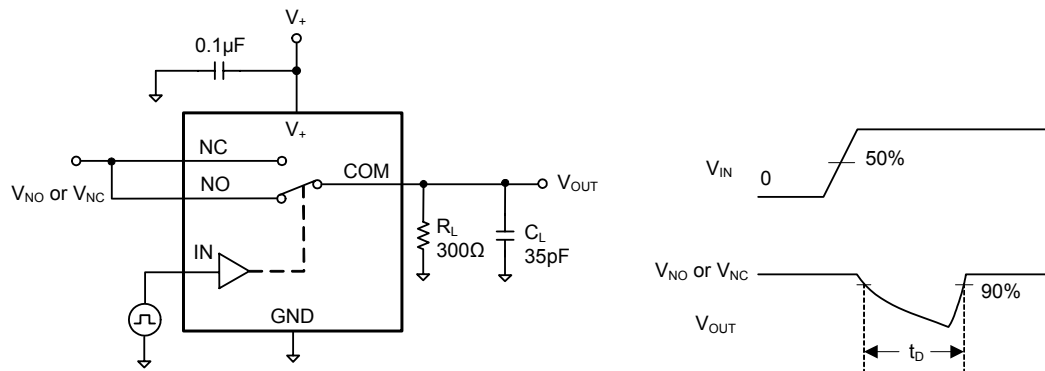 V+
0.1µF
V+
NC
COM
NO
VNO or VNC
VOUT
RL
300Ω
CL
35pF
IN
GND
VIN
0
50%
VNO or VNC
90%
VOUT
tD